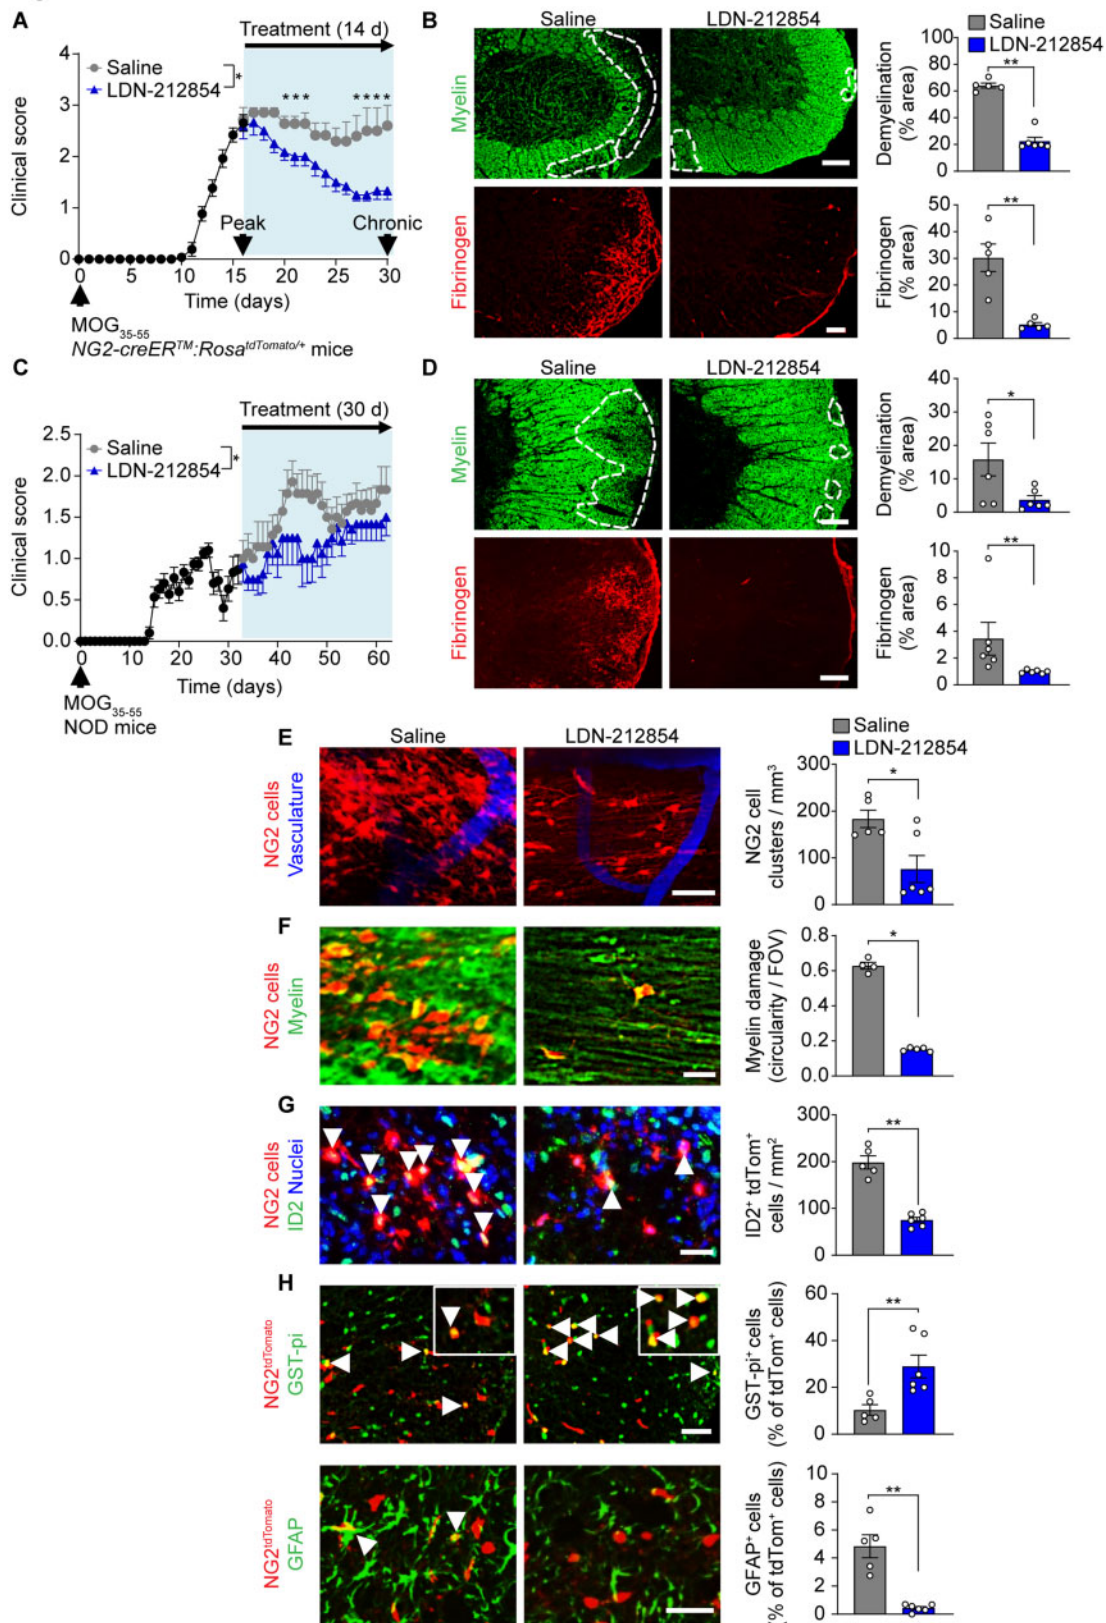 A
Treatment (14 d)
Saline
LDN-212854
*
*** ****
Clinical score
4
3
2
1
0
Peak
Chronic
0 5 10 15 20 25 30
Time (days)
MOG35-55
NG2-creERTM:RosatdTomato/+ mice
B
Saline LDN-212854
Myelin
Fibrinogen
Saline
LDN-212854
Demyelination
(% area)
100
80
60
40
20
0
**
Fibrinogen
(% area)
50
40
30
20
10
0
**
C
Treatment (30 d)
Saline
LDN-212854
*
Clinical score
2.5
2.0
1.5
1.0
0.5
0.0
0 10 20 30 40 50 60
Time (days)
MOG35-55
NOD mice
D
Saline LDN-212854
Myelin
Fibrinogen
Demyelination
(% area)
40
30
20
10
0
*
Fibrinogen
(% area)
10
8
6
4
2
0
**
Saline LDN-212854
Saline
LDN-212854
E
NG2 cells
Vasculature
NG2 cell
clusters / mm3
300
200
100
0
*
F
NG2 cells
Myelin
Myelin damage
(circularity / FOV)
0.8
0.6
0.4
0.2
0
*
G
NG2 cells
ID2 Nuclei
ID2+ tdTom+
cells / mm2
300
200
100
0
**
H
NG2tdTomato
GST-pi
GST-pi+ cells
(% of tdTom+ cells)
60
40
20
0
**
NG2tdTomato
GFAP
GFAP+ cells
(% of tdTom+ cells)
10
8
6
4
2
0
**